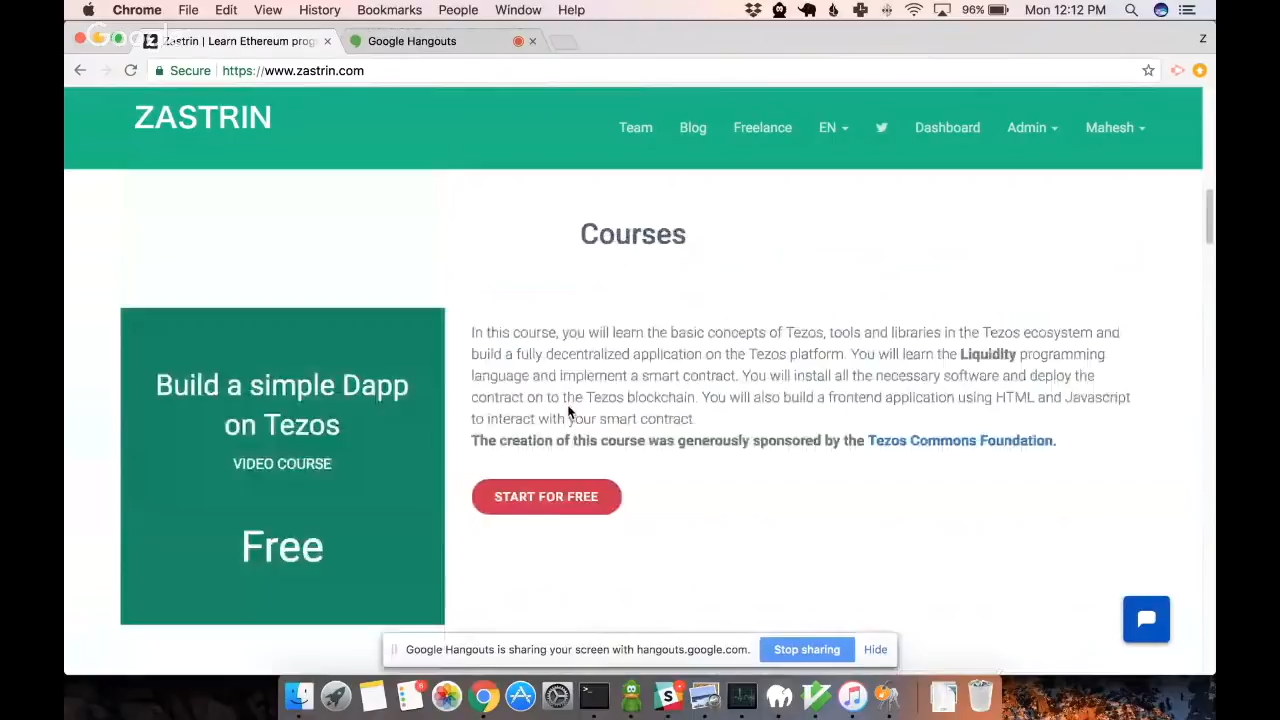 Chrome File Edit View History Bookmarks People Window Help 96% Mon 12:12 PM
Zastrin | Learn Ethereum prog × Google Hangouts × Z
Secure https://www.zastrin.com
ZASTRIN Team Blog Freelance EN Dashboard Admin Mahesh
Courses
Build a simple Dapp
on Tezos
VIDEO COURSE
Free
In this course, you will learn the basic concepts of Tezos, tools and libraries in the Tezos ecosystem and
build a fully decentralized application on the Tezos platform. You will learn the Liquidity programming
language and implement a smart contract. You will install all the necessary software and deploy the
contract on to the Tezos blockchain. You will also build a frontend application using HTML and Javascript
to interact with your smart contract.
The creation of this course was generously sponsored by the Tezos Commons Foundation.
START FOR FREE
Google Hangouts is sharing your screen with hangouts.google.com. Stop sharing Hide